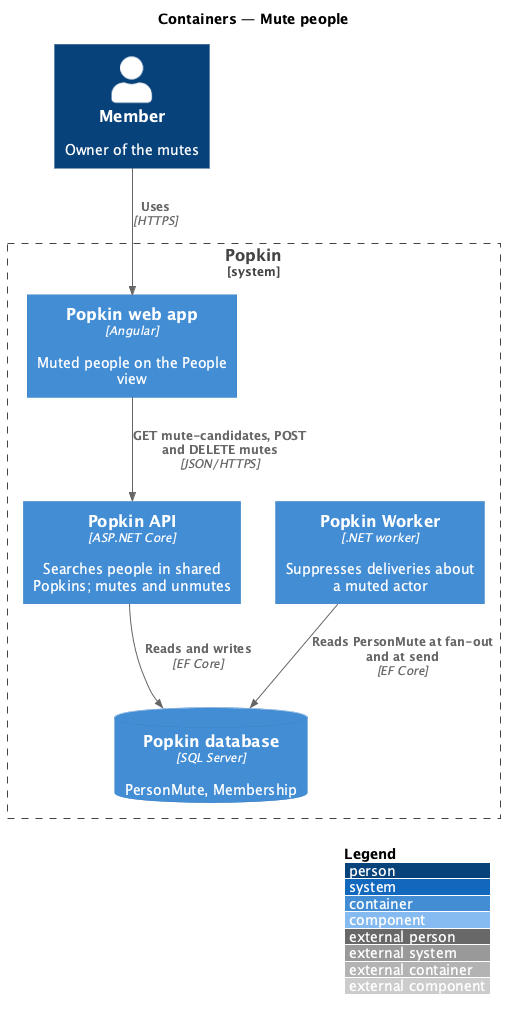 Containers — Mute people
Member
Owner of the mutes
Uses
[HTTPS]
Popkin
[system]
Popkin web app
[Angular]
Muted people on the People
view
GET mute-candidates, POST
and DELETE mutes
[JSON/HTTPS]
Popkin API
[ASP.NET Core]
Searches people in shared
Popkins; mutes and unmutes
Popkin Worker
[.NET worker]
Suppresses deliveries about
a muted actor
Reads and writes
[EF Core]
Reads PersonMute at fan-out
and at send
[EF Core]
Popkin database
[SQL Server]
PersonMute, Membership
Legend
person
system
container
component
external person
external system
external container
external component